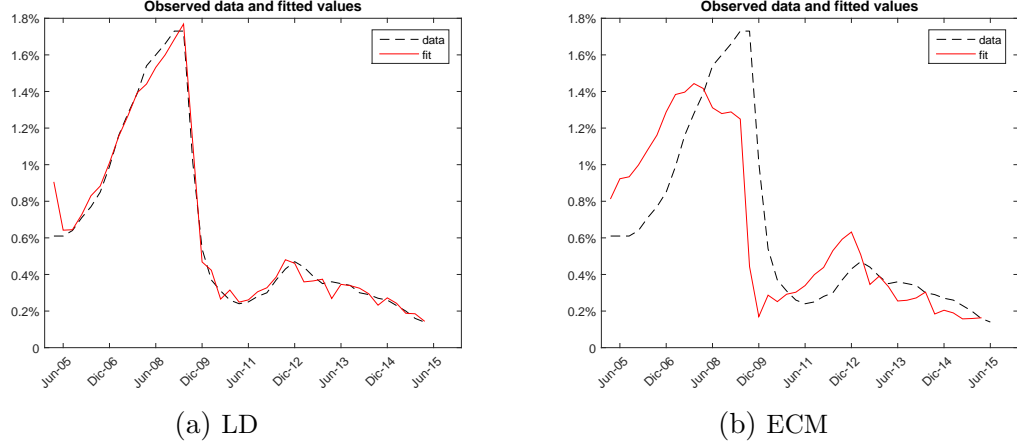 Observed data and fitted values
1.8%
1.6%
1.4%
1.2%
1%
0.8%
0.6%
0.4%
0.2%
0
data
fit
Jun-05
Dic-06
Jun-08
Dic-09
Jun-11
Dic-12
Jun-13
Dic-14
Jun-15
(a) LD
Observed data and fitted values
1.8%
1.6%
1.4%
1.2%
1%
0.8%
0.6%
0.4%
0.2%
0
data
fit
Jun-05
Dic-06
Jun-08
Dic-09
Jun-11
Dic-12
Jun-13
Dic-14
Jun-15
(b) ECM